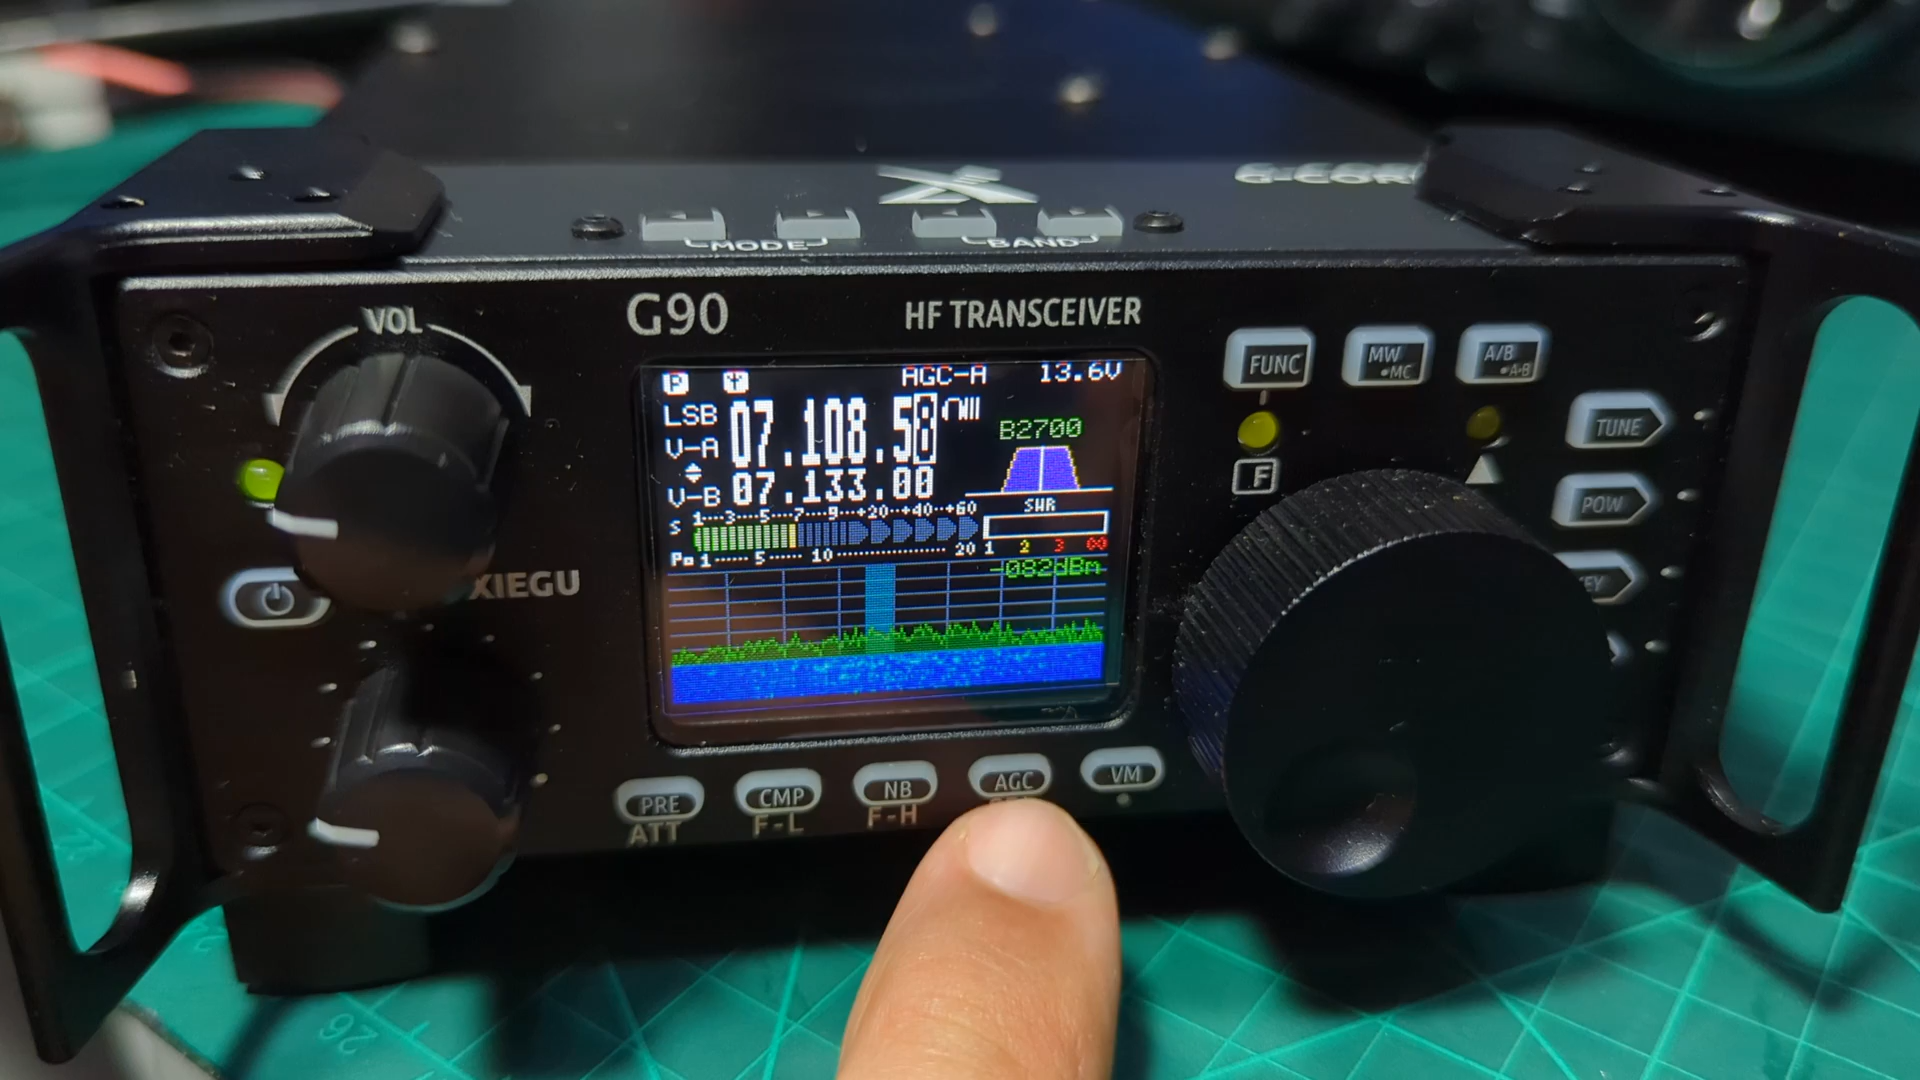 G-COR
MODE
BAND
VOL
G90
HF TRANSCEIVER
FUNC
MW
•MC
A/B
•A-B
TUNE
F
POW
XIEGU
P
AGC-A
13.6V
LSB
07.108.58
B2700
V-A
V-B
07.133.00
S
1---3---5---7---9--+20--+40--+60
SWR
Po
1------5------10----------------20
1 2 3 ∞
-082dBm
PRE
CMP
NB
AGC
VM
ATT
F-L
F-H
26